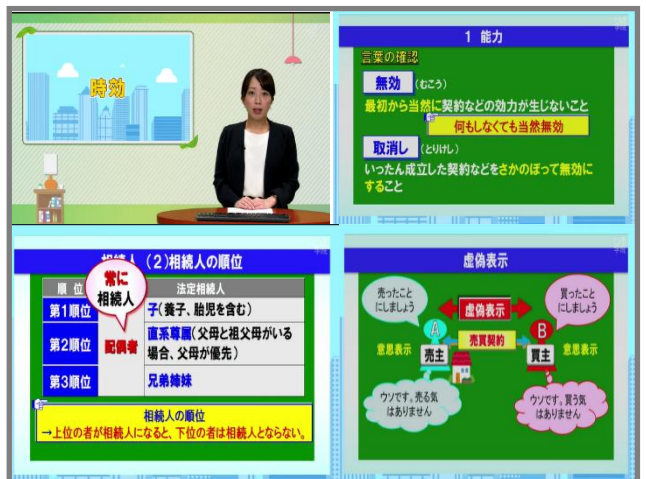 時効
1 能力
言葉の確認
無効(むこう)
最初から当然に契約などの効力が生じないこと
何もしなくても当然無効
取消し(とりけし)
いったん成立した契約などをさかのぼって無効に
すること
相続人(2)相続人の順位
常に
相続人
順位
法定相続人
第1順位
子(養子、胎児を含む)
第2順位
配偶者
直系尊属(父母と祖父母がいる
場合、父母が優先)
第3順位
兄弟姉妹
相続人の順位
→上位の者が相続人になると、下位の者は相続人とならない。
虚偽表示
売ったこと
にしましょう
買ったこと
にしましょう
虚偽表示
A
B
売買契約
意思表示
売主
買主
意思表示
ウソです。売る気
はありません
ウソです。買う気
はありません